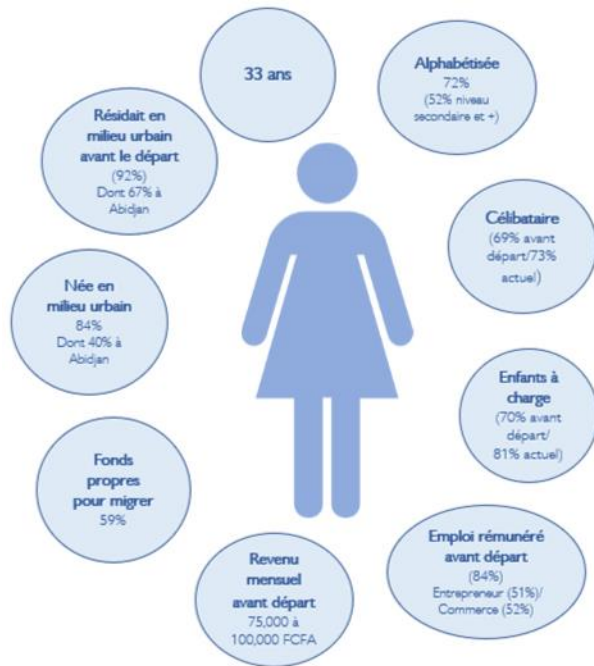 33 ans
Alphabétisée
72%
(52% niveau
secondaire et +)
Résidait en
milieu urbain
avant le départ
(92%)
Dont 67% à
Abidjan
Célibataire
(69% avant
départ/73%
actuel)
Née en
milieu urbain
84%
Dont 40% à
Abidjan
Enfants à
charge
(70% avant
départ/
81% actuel)
Fonds
propres
pour migrer
59%
Emploi rémunéré
avant départ
(84%)
Entrepreneur (51%)/
Commerce (52%)
Revenu
mensuel
avant départ
75,000 à
100,000 FCFA